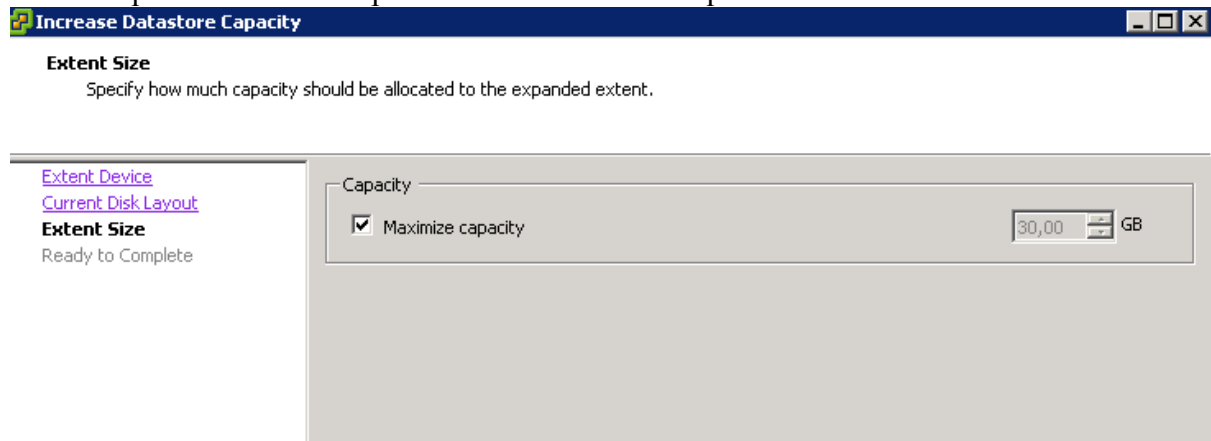 Increase Datastore Capacity
Extent Size
Specify how much capacity should be allocated to the expanded extent.
Extent Device
Current Disk Layout
Extent Size
Ready to Complete
Capacity
Maximize capacity
30,00 GB